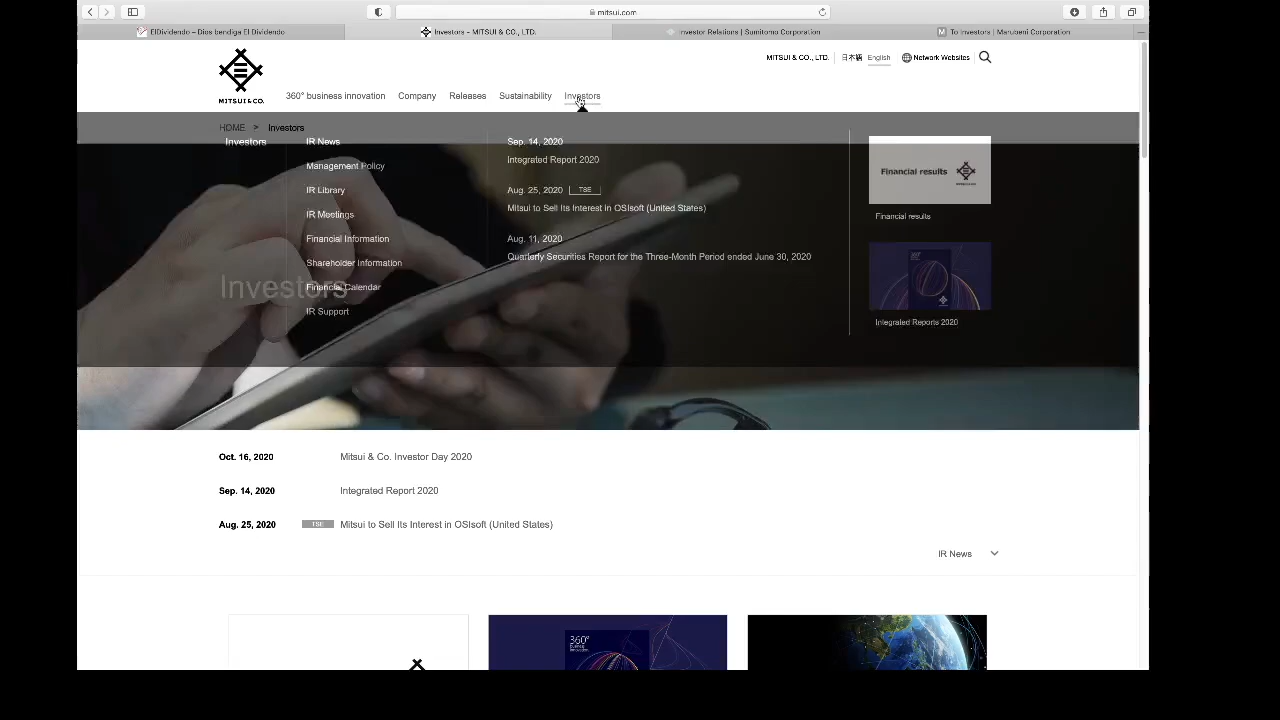 mitsui.com
ElDividendo – Dios bendiga El Dividendo
Investors - MITSUI & CO., LTD.
Investor Relations | Sumitomo Corporation
To Investors | Marubeni Corporation
MITSUI & CO., LTD.
日本語
English
Network Websites
MITSUI & CO.
360° business innovation
Company
Releases
Sustainability
Investors
HOME > Investors
Investors
IR News
Management Policy
IR Library
IR Meetings
Financial Information
Shareholder Information
Financial Calendar
IR Support
Sep. 14, 2020
Integrated Report 2020
Aug. 25, 2020 TSE
Mitsui to Sell Its Interest in OSIsoft (United States)
Aug. 11, 2020
Quarterly Securities Report for the Three-Month Period ended June 30, 2020
Financial results
Financial results
Integrated Reports 2020
Investors
Oct. 16, 2020 Mitsui & Co. Investor Day 2020
Sep. 14, 2020 Integrated Report 2020
Aug. 25, 2020 TSE Mitsui to Sell Its Interest in OSIsoft (United States)
IR News
360°